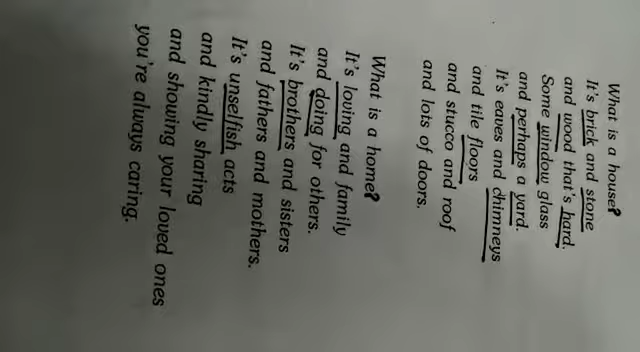 What is a house?
It's brick and stone
and wood that's hard.
Some window glass
and perhaps a yard.
It's eaves and chimneys
and tile floors
and stucco and roof
and lots of doors.
What is a home?
It's loving and family
and doing for others.
It's brothers and sisters
and fathers and mothers.
It's unselfish acts
and kindly sharing
and showing your loved ones
you're always caring.